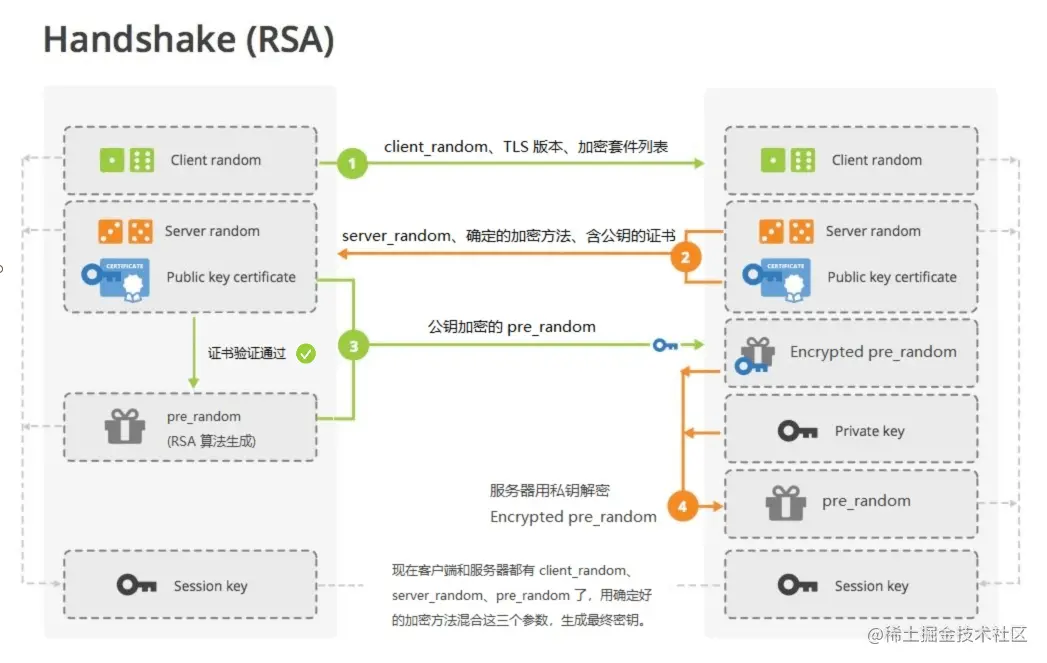 Handshake (RSA)
Client random
1
client_random、TLS 版本、加密套件列表
Client random
Server random
CERTIFICATE
Public key certificate
server_random、确定的加密方法、含公钥的证书
2
Server random
CERTIFICATE
Public key certificate
证书验证通过
3
公钥加密的 pre_random
Encrypted pre_random
pre_random
(RSA 算法生成)
Private key
服务器用私钥解密
Encrypted pre_random
4
pre_random
Session key
现在客户端和服务器都有 client_random、
server_random、pre_random 了，用确定好
的加密方法混合这三个参数，生成最终密钥。
Session key
@稀土掘金技术社区